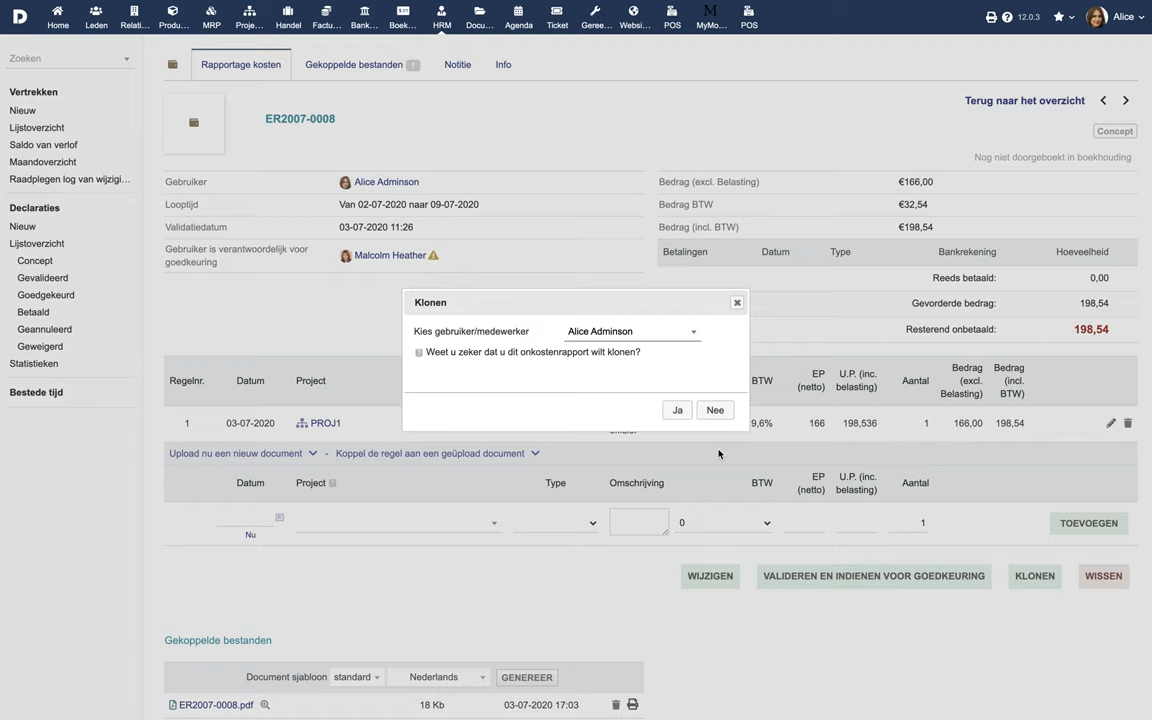 Home Leden Relati... Produ... MRP Proje... Handel Factu... Bank... Boek... HRM Docu... Agenda Ticket Geree... Websi... POS MyMo... POS 12.0.3 Alice
Zoeken
Rapportage kosten Gekoppelde bestanden 1 Notitie Info
Vertrekken
Nieuw
Lijstoverzicht
Saldo van verlof
Maandoverzicht
Raadplegen log van wijzigi...
Declaraties
Nieuw
Lijstoverzicht
Concept
Gevalideerd
Goedgekeurd
Betaald
Geannuleerd
Geweigerd
Statistieken
Bestede tijd
ER2007-0008
Terug naar het overzicht
Concept
Nog niet doorgeboekt in boekhouding
Gebruiker Alice Adminson
Looptijd Van 02-07-2020 naar 09-07-2020
Validatiedatum 03-07-2020 11:26
Gebruiker is verantwoordelijk voor
goedkeuring Malcolm Heather
Bedrag (excl. Belasting) €166,00
Bedrag BTW €32,54
Bedrag (incl. BTW) €198,54
Betalingen Datum Type Bankrekening Hoeveelheid
Reeds betaald: 0,00
Gevorderde bedrag: 198,54
Resterend onbetaald: 198,54
Klonen
Kies gebruiker/medewerker Alice Adminson
Weet u zeker dat u dit onkostenrapport wilt klonen?
Ja Nee
Regelnr. Datum Project BTW EP (netto) U.P. (inc. belasting) Aantal Bedrag (excl. Belasting) Bedrag (incl. BTW)
1 03-07-2020 PROJ1 9,6% 166 198,536 1 166,00 198,54
Upload nu een nieuw document - Koppel de regel aan een geüpload document
Datum Project Type Omschrijving BTW EP (netto) U.P. (inc. belasting) Aantal
0 1 TOEVOEGEN
Nu
WIJZIGEN VALIDEREN EN INDIENEN VOOR GOEDKEURING KLONEN WISSEN
Gekoppelde bestanden
Document sjabloon standard Nederlands GENEREER
ER2007-0008.pdf 18 Kb 03-07-2020 17:03